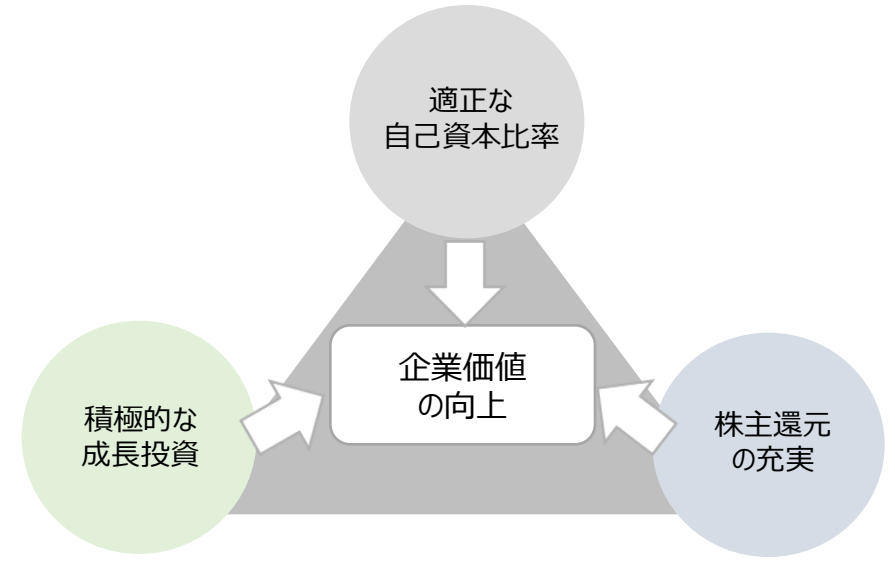 適正な
自己資本比率
企業価値
の向上
積極的な
成長投資
株主還元
の充実